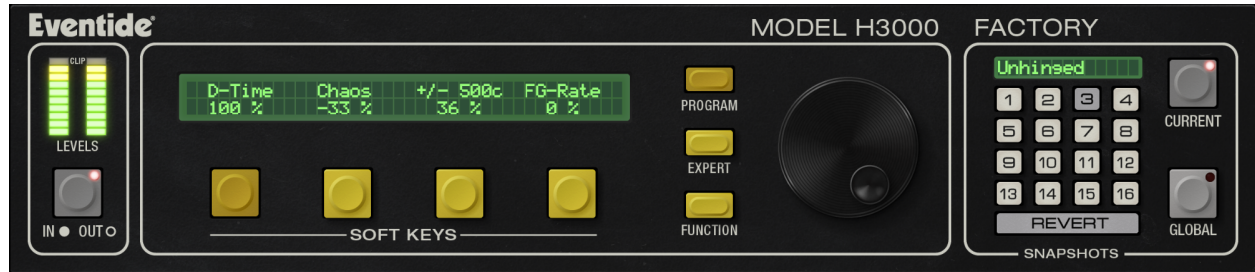 Eventide
MODEL H3000 FACTORY
CLIP
LEVELS
IN OUT
D-Time Chaos +/- 500c FG-Rate
100 % -33 % 36 % 0 %
SOFT KEYS
PROGRAM
EXPERT
FUNCTION
Unhinged
1 2 3 4
5 6 7 8
9 10 11 12
13 14 15 16
REVERT
SNAPSHOTS
CURRENT
GLOBAL